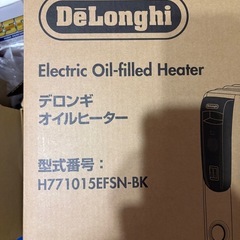 DeLonghi
Electric Oil-filled Heater
デロンギ
オイルヒーター
型式番号：
H771015EFSN-BK